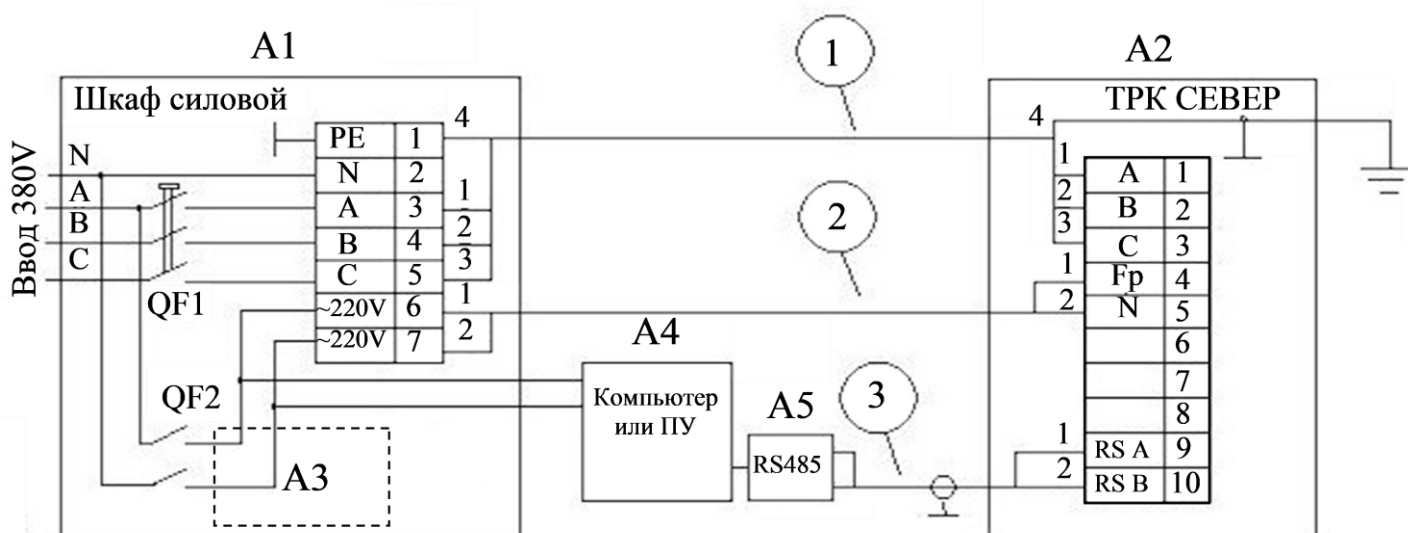 A1
1
A2
Шкаф силовой
ТРК СЕВЕР
Ввод 380V
N
A
B
C
QF1
QF2
PE 1
N 2
A 3
B 4
C 5
~220V 6
~220V 7
4
1
2
3
1
2
2
4
1
2
3
1
2
A 1
B 2
C 3
Fp 4
N 5
6
7
8
RS A 9
RS B 10
1
2
A3
A4
Компьютер
или ПУ
A5
RS485
3